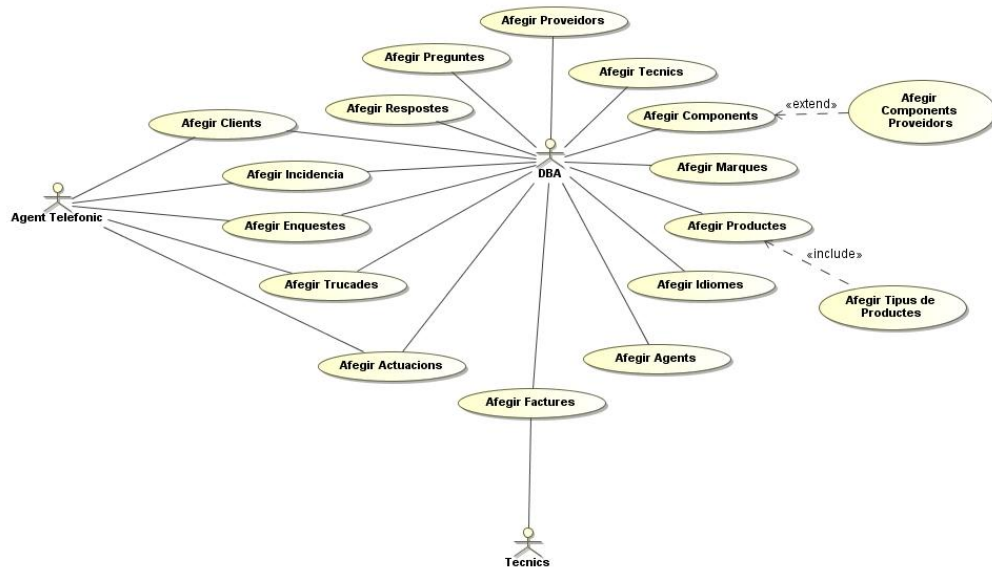 Afegir Proveidors
Afegir Preguntes
Afegir Tecnics
Afegir Respostes
Afegir Components
«extend»
Afegir
Components
Proveidors
Afegir Clients
Afegir Marques
DBA
Afegir Incidencia
Agent Telefonic
Afegir Enquestes
Afegir Productes
«include»
Afegir Trucades
Afegir Idiomes
Afegir Tipus de
Productes
Afegir Actuacions
Afegir Agents
Afegir Factures
Tecnics